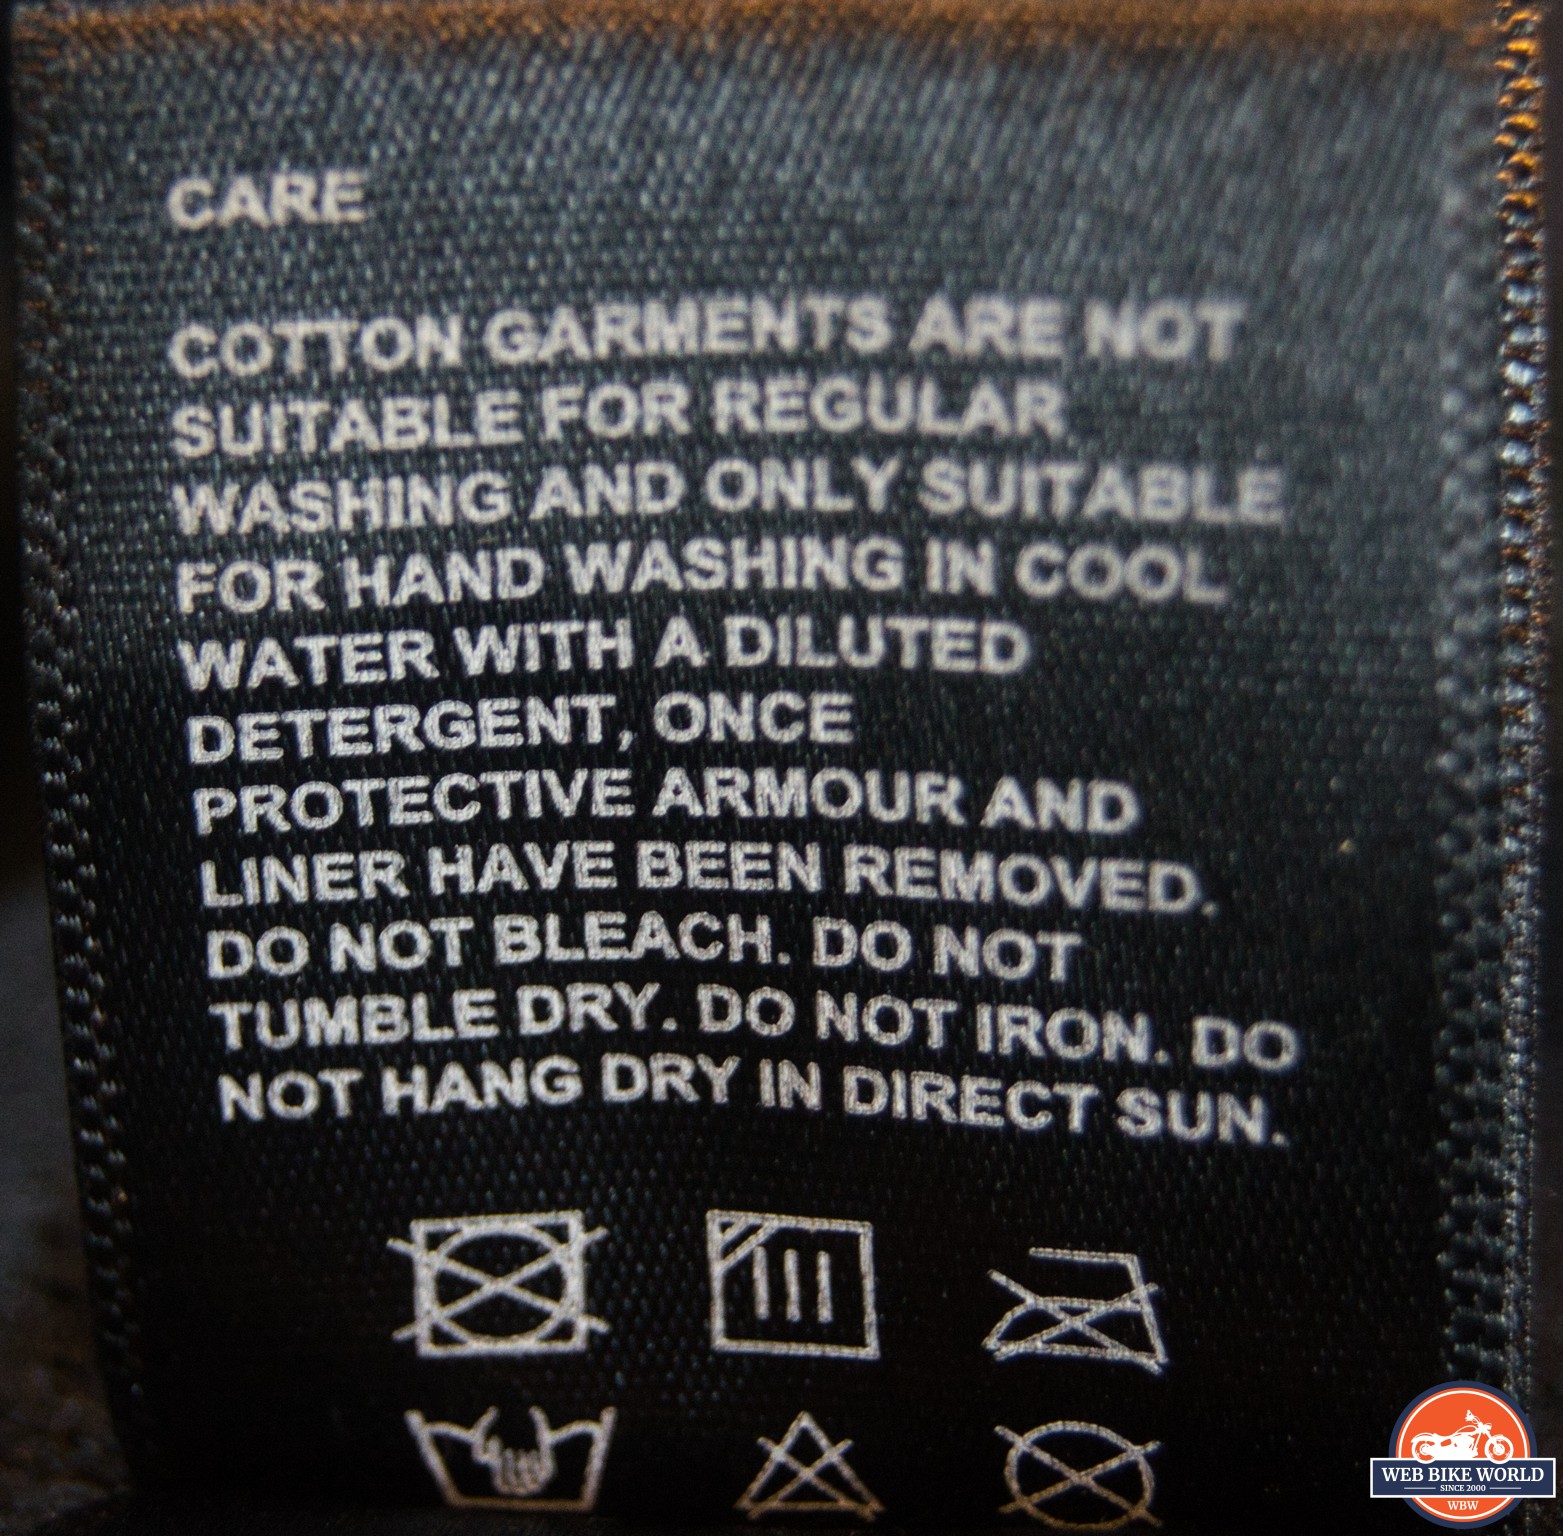 CARE
COTTON GARMENTS ARE NOT
SUITABLE FOR REGULAR
WASHING AND ONLY SUITABLE
FOR HAND WASHING IN COOL
WATER WITH A DILUTED
DETERGENT, ONCE
PROTECTIVE ARMOUR AND
LINER HAVE BEEN REMOVED.
DO NOT BLEACH. DO NOT
TUMBLE DRY. DO NOT IRON. DO
NOT HANG DRY IN DIRECT SUN.
WEB BIKE WORLD
SINCE 2000
WBW